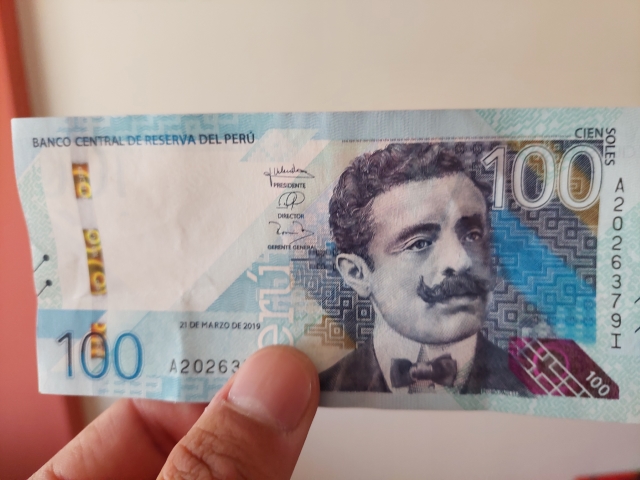 BANCO CENTRAL DE RESERVA DEL PERÚ
CIEN
SOLES
100
PRESIDENTE
DIRECTOR
GERENTE GENERAL
A2026379I
21 DE MARZO DE 2019
100
A20263
100